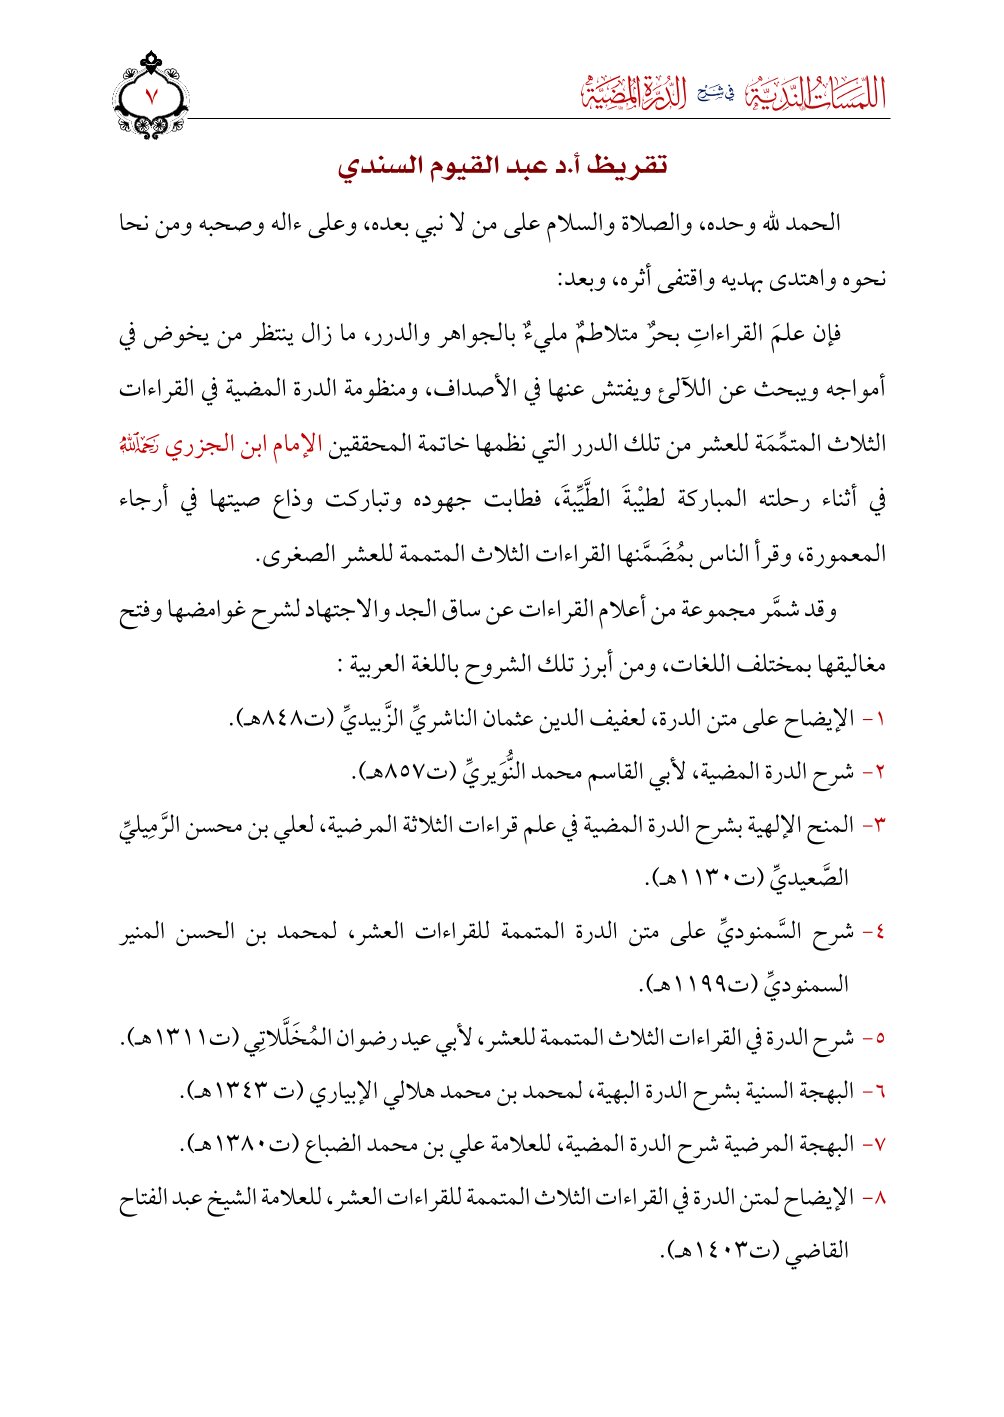 اللمسات الندية في شرح الدرة المضية
٧
تقريظ أ.د عبد القيوم السندي
الحمد لله وحده، والصلاة والسلام على من لا نبي بعده، وعلى ءاله وصحبه ومن نحا
نحوه واهتدى بهديه واقتفى أثره، وبعد:
فإن علمَ القراءاتِ بحرٌ متلاطمٌ مليءٌ بالجواهر والدرر، ما زال ينتظر من يخوض في
أمواجه ويبحث عن اللآلئ ويفتش عنها في الأصداف، ومنظومة الدرة المضية في القراءات
الثلاث المتمِّمَة للعشر من تلك الدرر التي نظمها خاتمة المحققين الإمام ابن الجزري رحمه الله
في أثناء رحلته المباركة لطيْبةَ الطَّيِّبةَ، فطابت جهوده وتباركت وذاع صيتها في أرجاء
المعمورة، وقرأ الناس بمُضَمَّنها القراءات الثلاث المتممة للعشر الصغرى.
وقد شمَّر مجموعة من أعلام القراءات عن ساق الجد والاجتهاد لشرح غوامضها وفتح
مغاليقها بمختلف اللغات، ومن أبرز تلك الشروح باللغة العربية :
١- الإيضاح على متن الدرة، لعفيف الدين عثمان الناشريِّ الزَّبيديِّ (ت٨٤٨هـ).
٢- شرح الدرة المضية، لأبي القاسم محمد النُّوَيريِّ (ت٨٥٧هـ).
٣- المنح الإلهية بشرح الدرة المضية في علم قراءات الثلاثة المرضية، لعلي بن محسن الرَّمِيليِّ
الصَّعيديِّ (ت١١٣٠هـ).
٤- شرح السَّمنوديِّ على متن الدرة المتممة للقراءات العشر، لمحمد بن الحسن المنير
السمنوديِّ (ت١١٩٩هـ).
٥- شرح الدرة في القراءات الثلاث المتممة للعشر، لأبي عيد رضوان المُخَلَّلاتِي (ت١٣١١هـ).
٦- البهجة السنية بشرح الدرة البهية، لمحمد بن محمد هلالي الإبياري (ت ١٣٤٣هـ).
٧- البهجة المرضية شرح الدرة المضية، للعلامة علي بن محمد الضباع (ت١٣٨٠هـ).
٨- الإيضاح لمتن الدرة في القراءات الثلاث المتممة للقراءات العشر، للعلامة الشيخ عبد الفتاح
القاضي (ت١٤٠٣هـ).